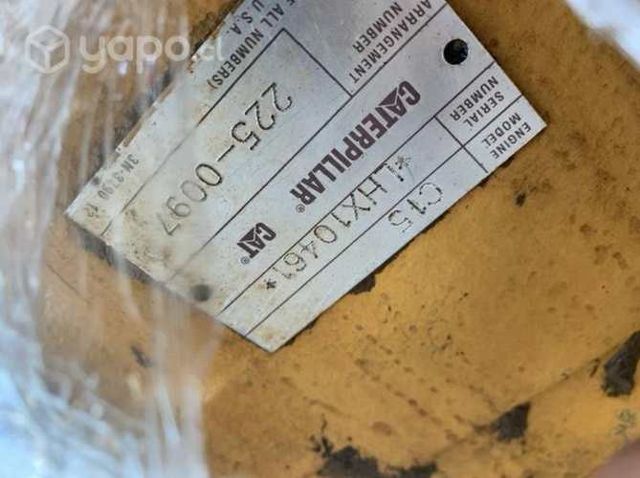 yapo.cl
ENGINE
MODEL
C15
SERIAL
NUMBER
*LHX10461*
CATERPILLAR® CAT®
ARRANGEMENT
NUMBER
225-0097
E ALL NUMBERS)
U.S.A.